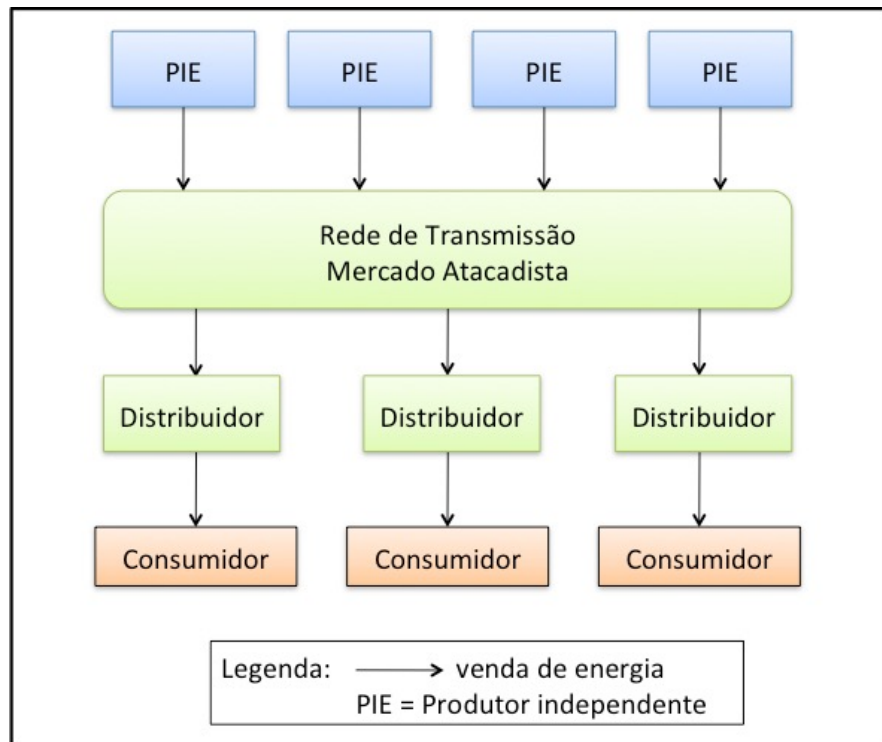 PIE
PIE
PIE
PIE
Rede de Transmissão
Mercado Atacadista
Distribuidor
Distribuidor
Distribuidor
Consumidor
Consumidor
Consumidor
Legenda: venda de energia
PIE = Produtor independente